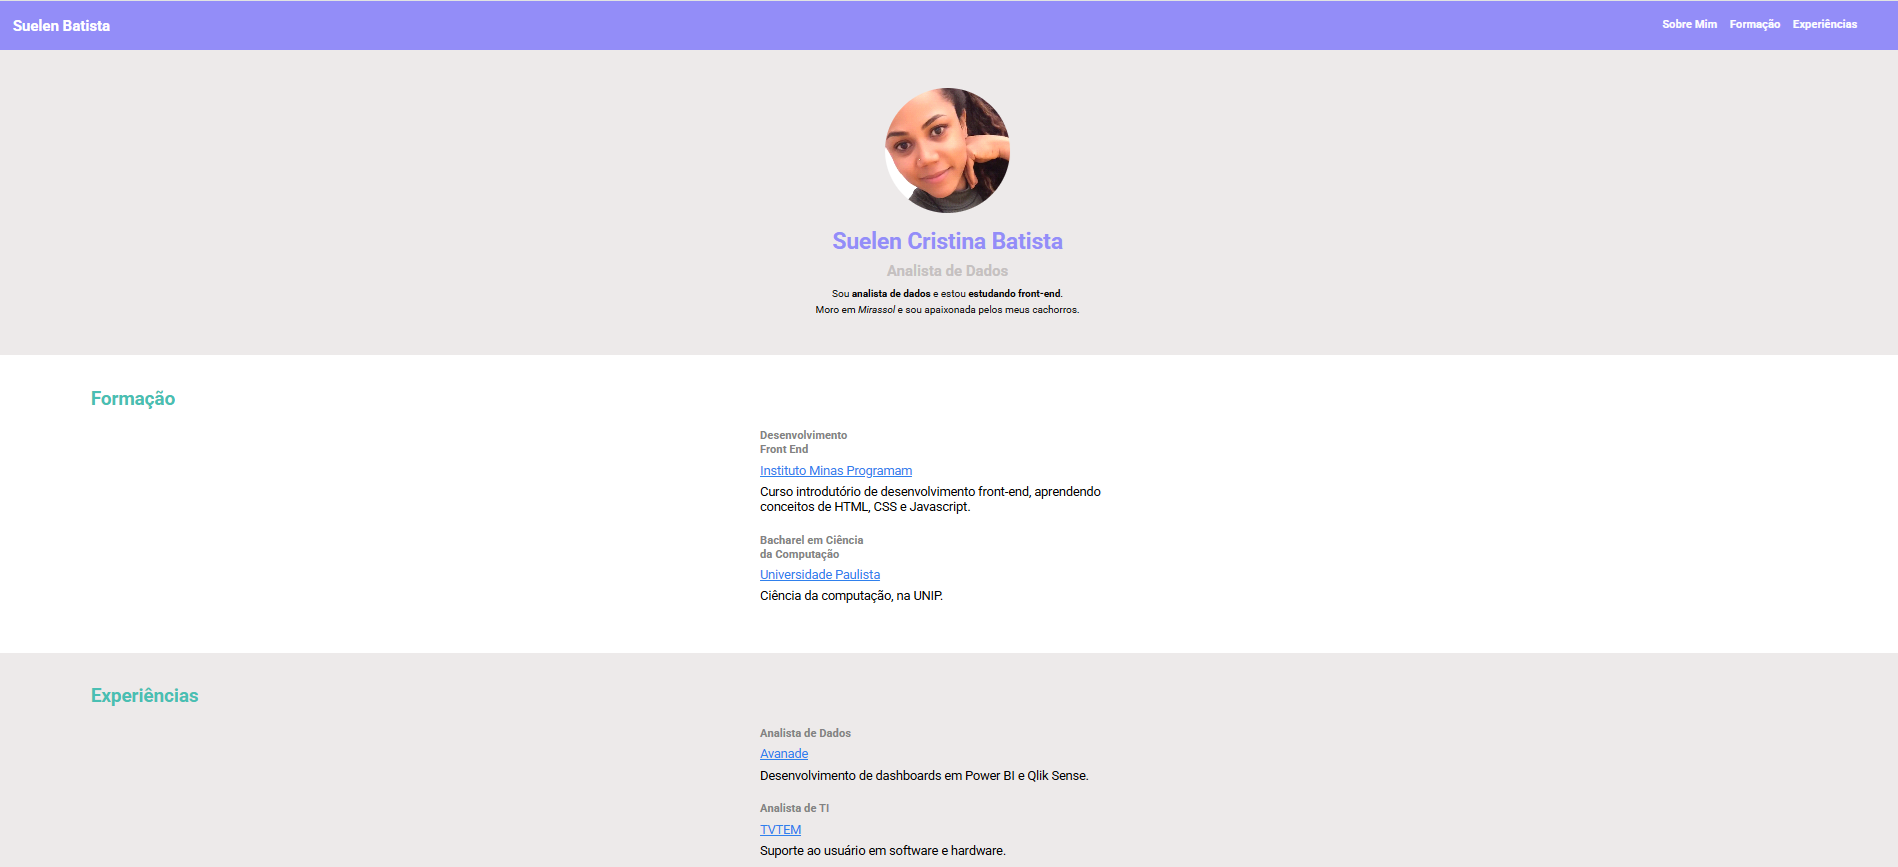 Suelen Batista
Sobre Mim Formação Experiências
Suelen Cristina Batista
Analista de Dados
Sou analista de dados e estou estudando front-end.
Moro em Mirassol e sou apaixonada pelos meus cachorros.
Formação
Desenvolvimento
Front End
Instituto Minas Programam
Curso introdutório de desenvolvimento front-end, aprendendo
conceitos de HTML, CSS e Javascript.
Bacharel em Ciência
da Computação
Universidade Paulista
Ciência da computação, na UNIP.
Experiências
Analista de Dados
Avanade
Desenvolvimento de dashboards em Power BI e Qlik Sense.
Analista de TI
TVTEM
Suporte ao usuário em software e hardware.